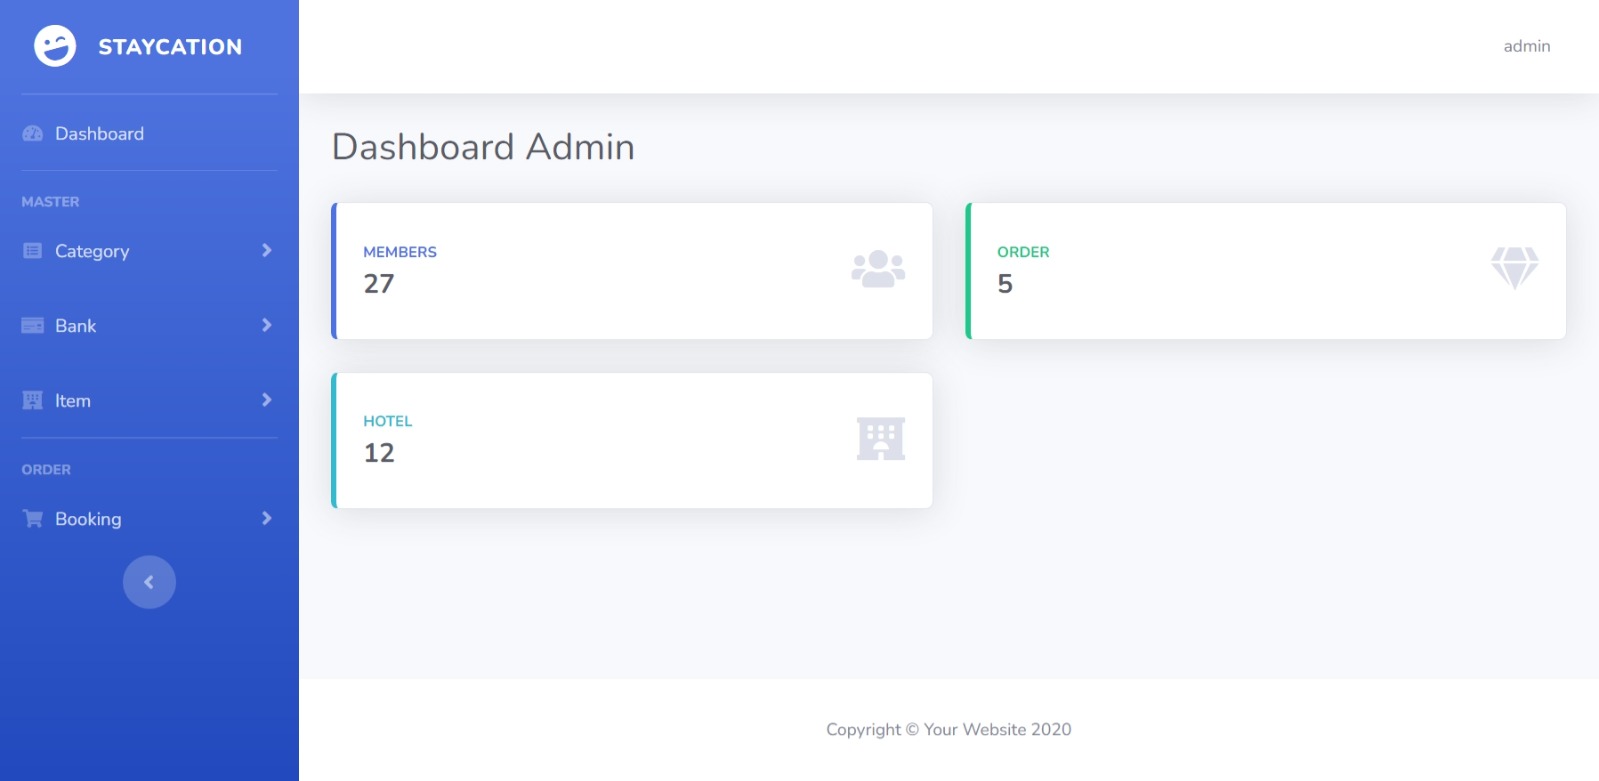 STAYCATION
admin
Dashboard
MASTER
Category
Bank
Item
ORDER
Booking
Dashboard Admin
MEMBERS
27
ORDER
5
HOTEL
12
Copyright © Your Website 2020